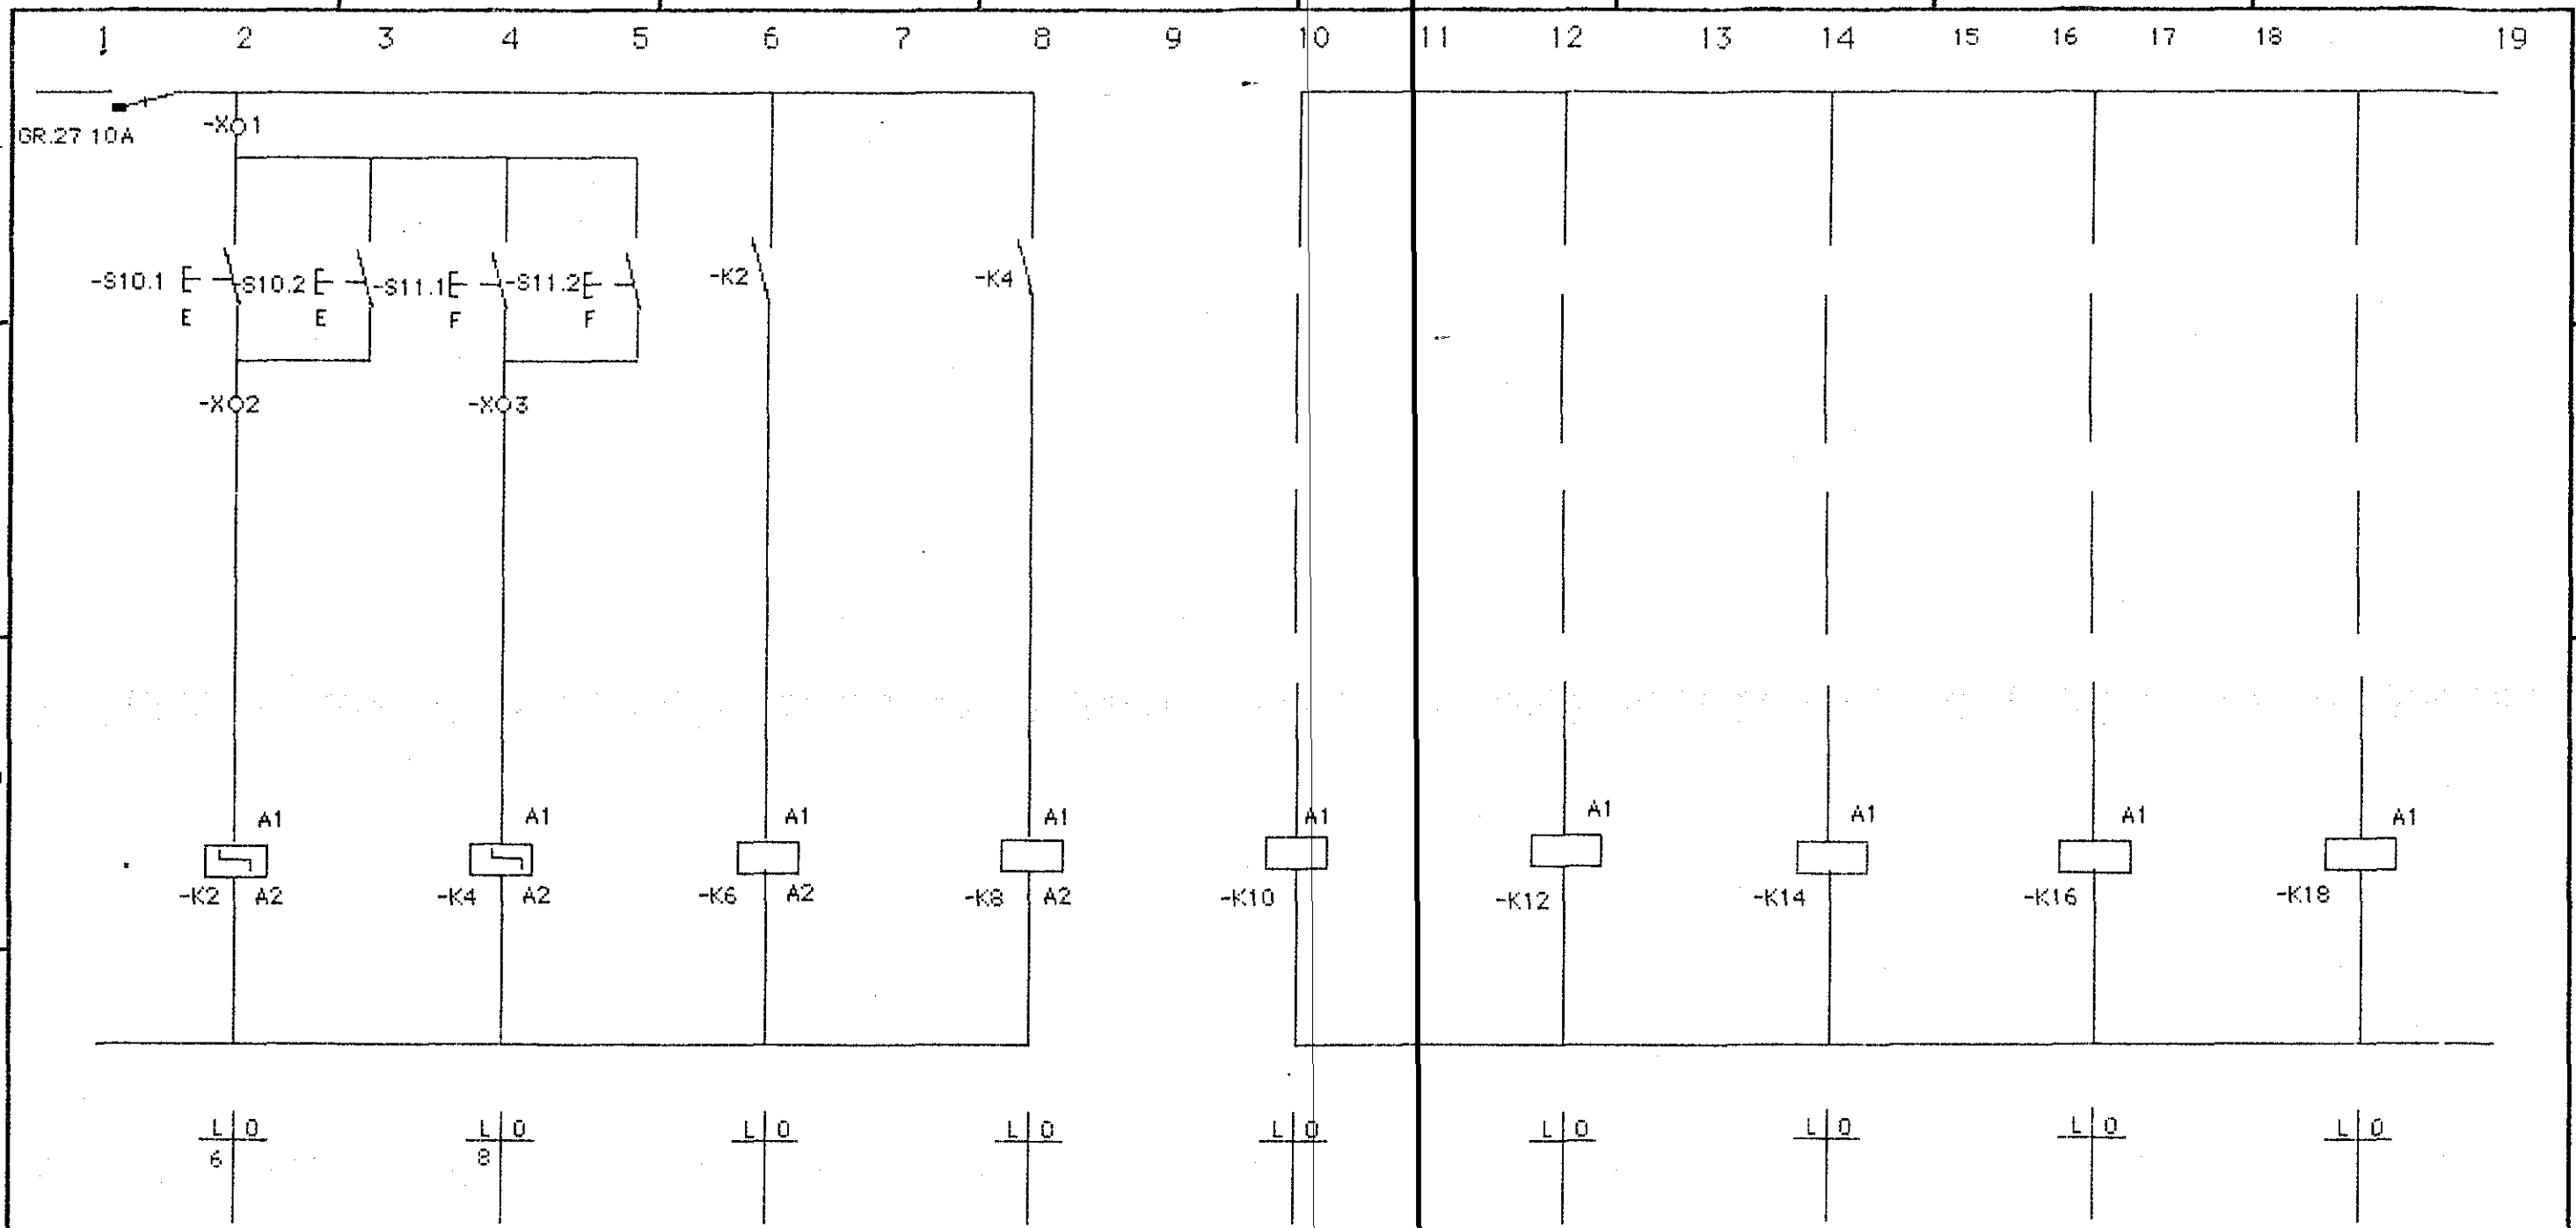 1 2 3 4 5 6 7 8 9 10 11 12 13 14 15 16 17 18 19
GR.27 10A
-X 1
-S10.1 E -S10.2 E -S11.1 E -S11.2 E -K2 -K4
E E F F
-X 2 -X 3
A1 A1 A1 A1 A1 A1 A1 A1 A1
-K2 A2 -K4 A2 -K6 A2 -K8 A2 -K10 -K12 -K14 -K16 -K18
L 0 L 0 L 0 L 0 L 0 L 0 L 0 L 0 L 0
6 8